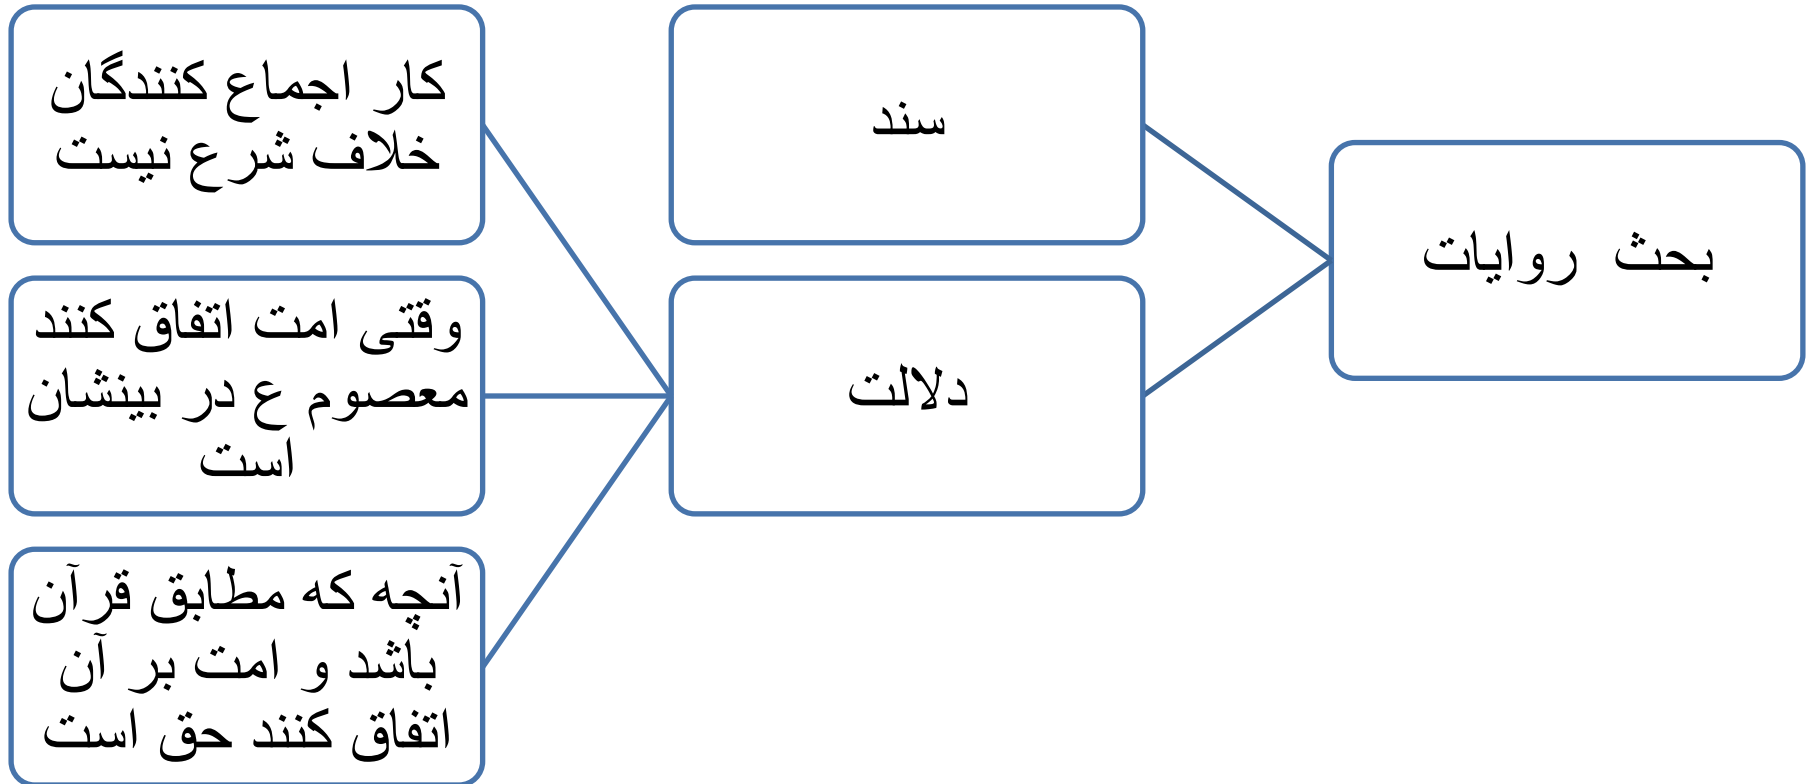 بحث روایات
سند
دلالت
کار اجماع کنندگان
خلاف شرع نیست
وقتی امت اتفاق کنند
معصوم ع در بینشان
است
آنچه که مطابق قرآن
باشد و امت بر آن
اتفاق کنند حق است